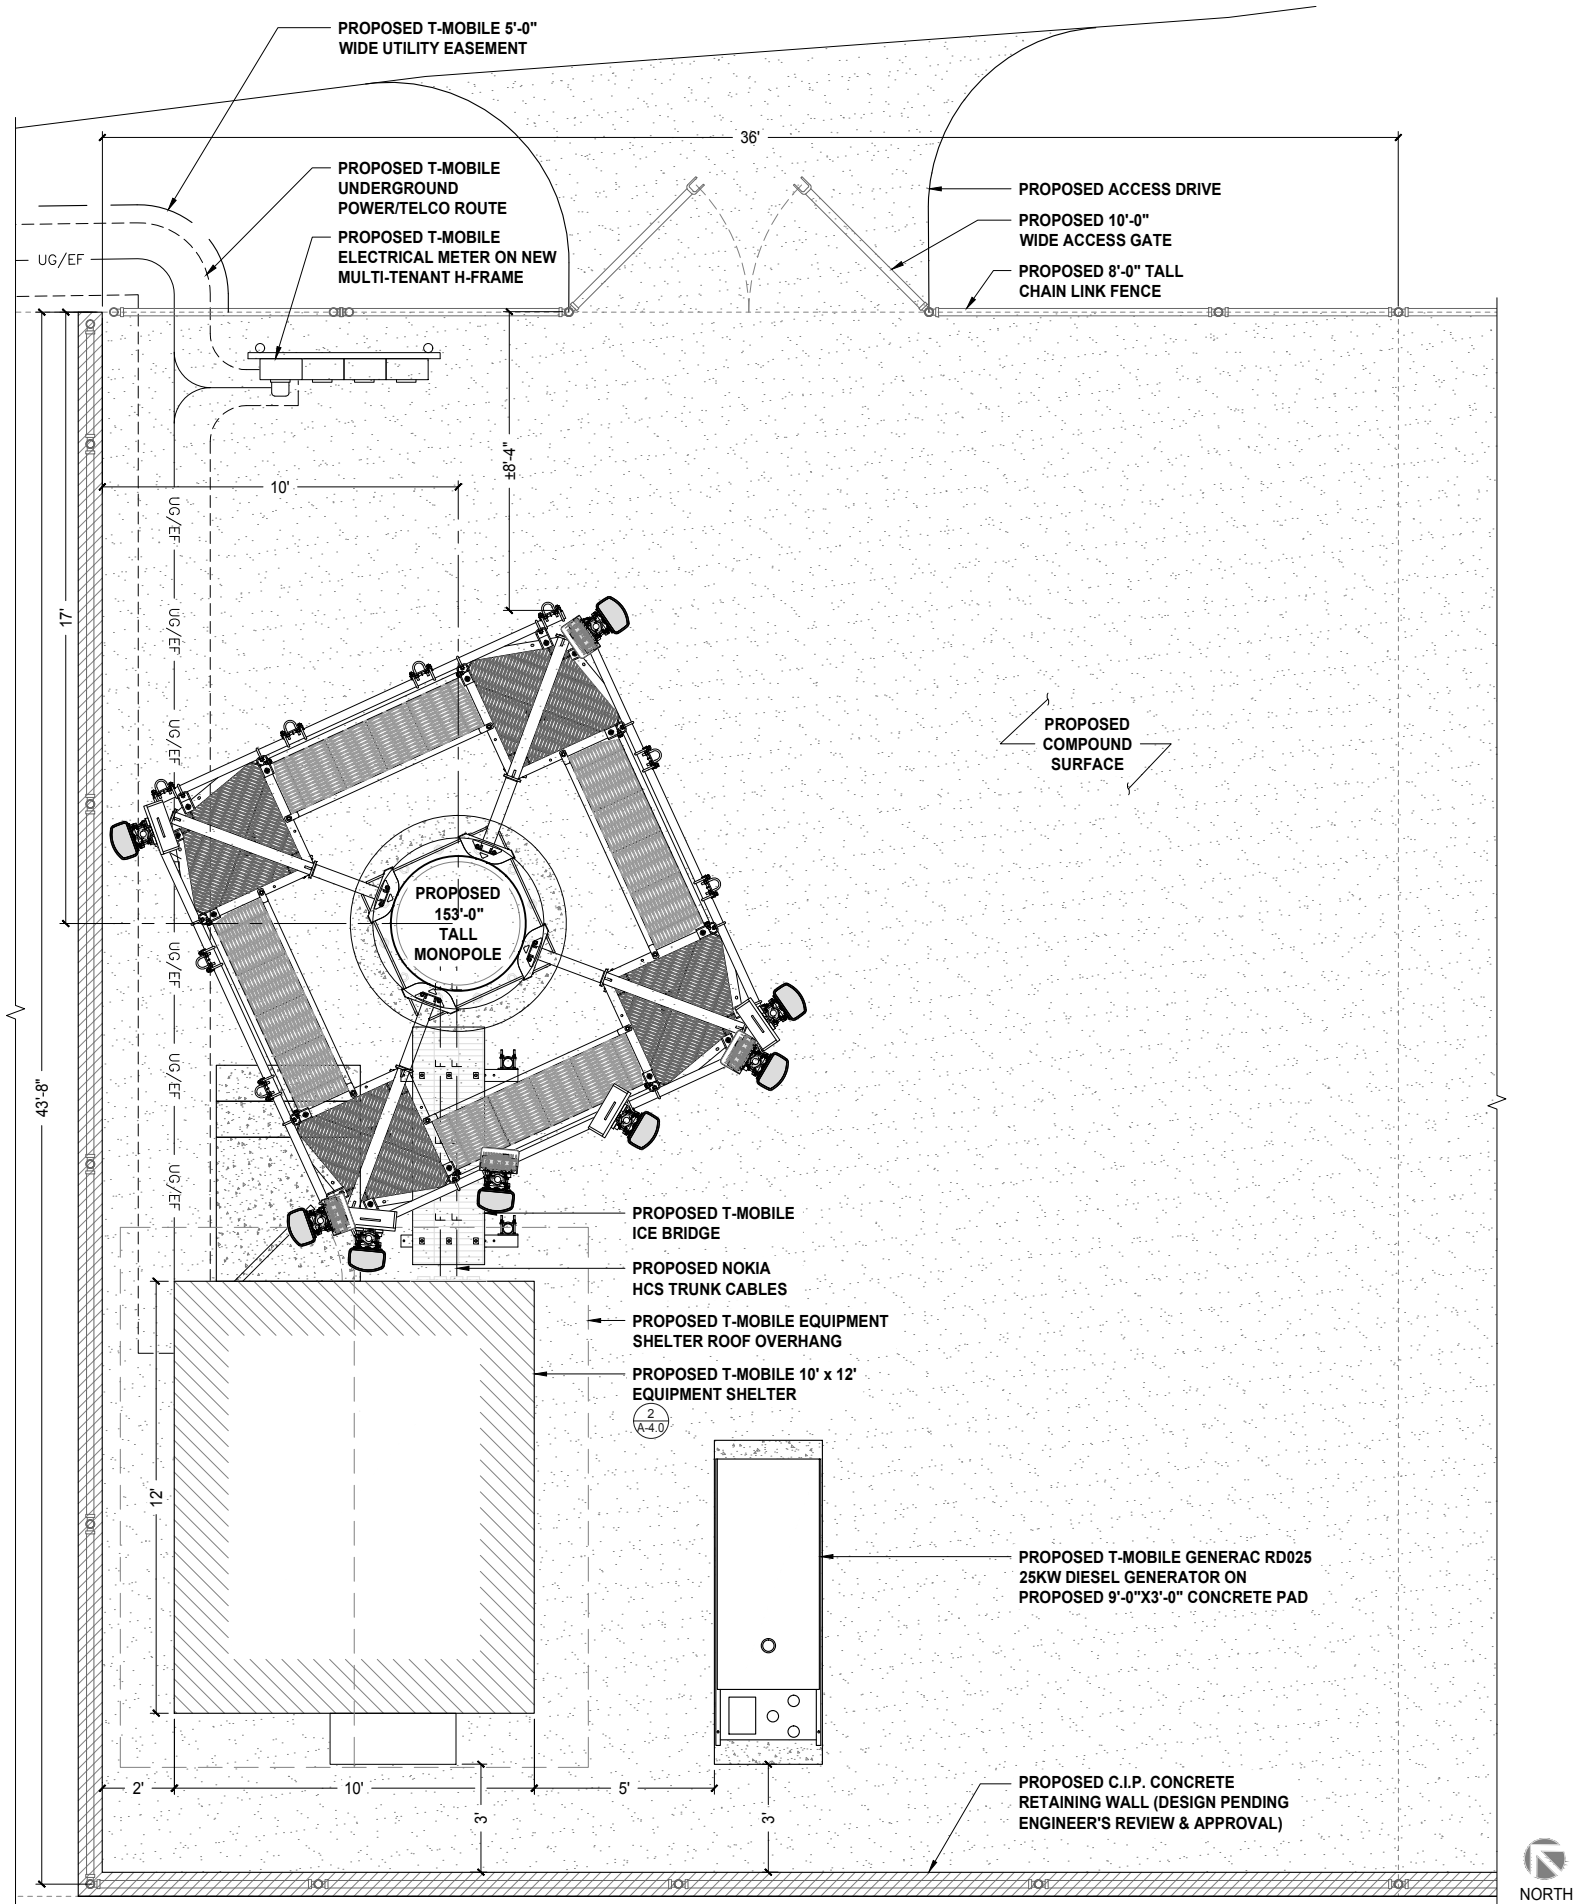 PROPOSED T-MOBILE 5'-0"
WIDE UTILITY EASEMENT
36'
PROPOSED T-MOBILE
UNDERGROUND
POWER/TELCO ROUTE
PROPOSED ACCESS DRIVE
PROPOSED 10'-0"
WIDE ACCESS GATE
PROPOSED T-MOBILE
ELECTRICAL METER ON NEW
MULTI-TENANT H-FRAME
UG/EF
PROPOSED 8'-0" TALL
CHAIN LINK FENCE
±8'-4"
10'
UG/EF
UG/EF
17'
UG/EF
PROPOSED
COMPOUND
SURFACE
PROPOSED
153'-0"
TALL
MONOPOLE
UG/EF
UG/EF
43'-8"
UG/EF
PROPOSED T-MOBILE
ICE BRIDGE
PROPOSED NOKIA
HCS TRUNK CABLES
PROPOSED T-MOBILE EQUIPMENT
SHELTER ROOF OVERHANG
PROPOSED T-MOBILE 10' x 12'
EQUIPMENT SHELTER
2
A-4.0
12'
PROPOSED T-MOBILE GENERAC RD025
25KW DIESEL GENERATOR ON
PROPOSED 9'-0"X3'-0" CONCRETE PAD
2'
10'
5'
3'
3'
PROPOSED C.I.P. CONCRETE
RETAINING WALL (DESIGN PENDING
ENGINEER'S REVIEW & APPROVAL)
NORTH